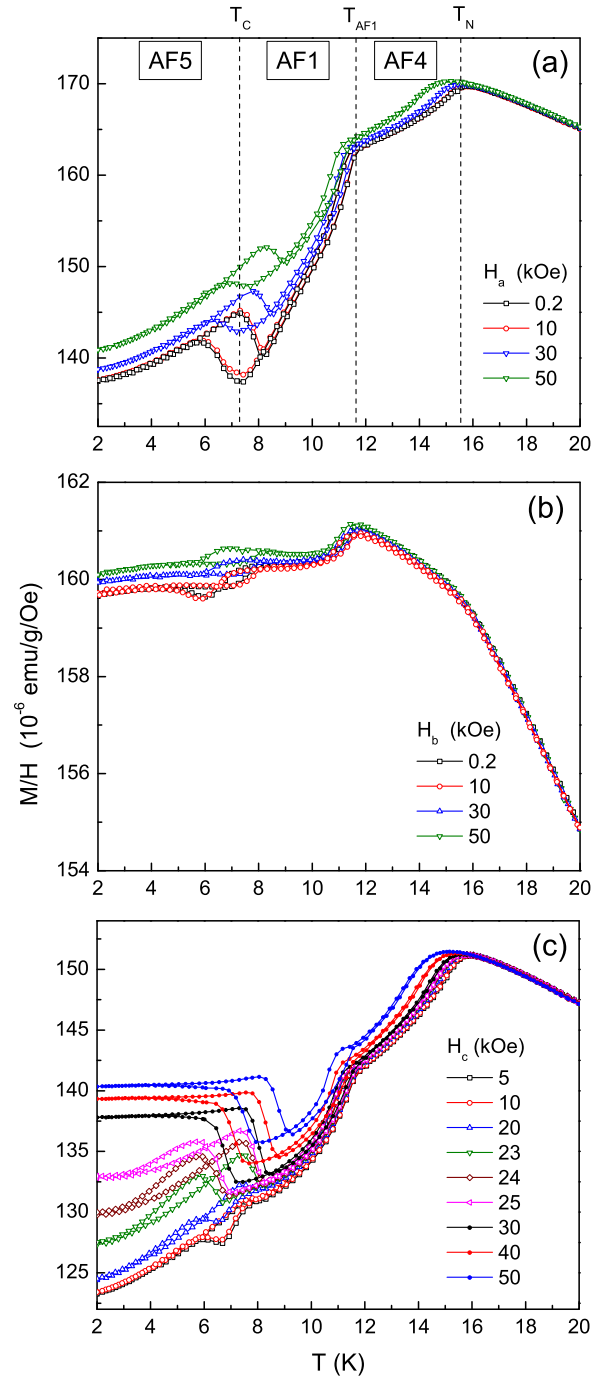 T_C T_AF1 T_N
AF5 AF1 AF4 (a)
170
160
150
140
H_a (kOe)
0.2
10
30
50
2 4 6 8 10 12 14 16 18 20
(b)
162
160
158
156
154
H_b (kOe)
0.2
10
30
50
2 4 6 8 10 12 14 16 18 20
M/H (10^-6 emu/g/Oe)
(c)
150
145
140
135
130
125
H_c (kOe)
5
10
20
23
24
25
30
40
50
2 4 6 8 10 12 14 16 18 20
T (K)